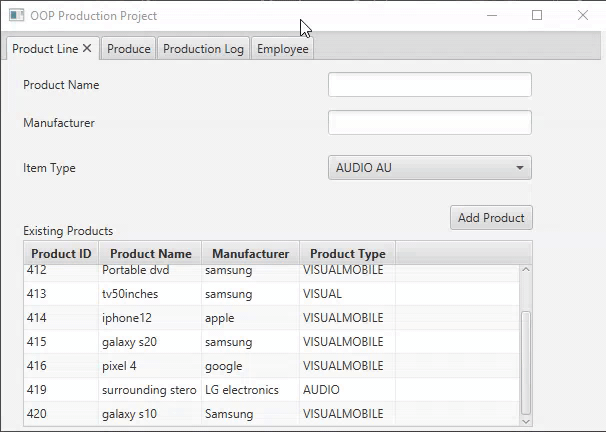 OOP Production Project
Product Line Produce Production Log Employee
Product Name
Manufacturer
Item Type AUDIO AU
Add Product
Existing Products
Product ID Product Name Manufacturer Product Type
412 Portable dvd samsung VISUALMOBILE
413 tv50inches samsung VISUAL
414 iphone12 apple VISUALMOBILE
415 galaxy s20 samsung VISUALMOBILE
416 pixel 4 google VISUALMOBILE
419 surrounding stero LG electronics AUDIO
420 galaxy s10 Samsung VISUALMOBILE